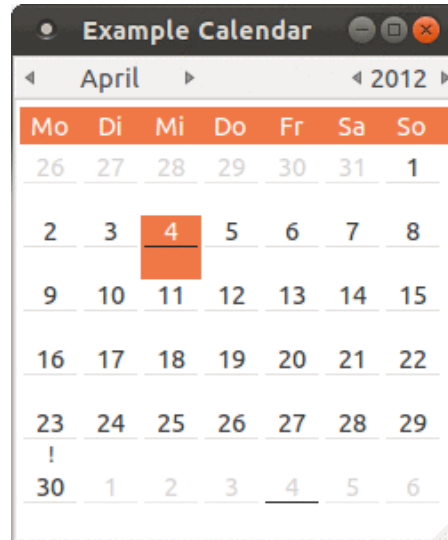 Example Calendar
April 2012
Mo Di Mi Do Fr Sa So
26 27 28 29 30 31 1
2 3 4 5 6 7 8
9 10 11 12 13 14 15
16 17 18 19 20 21 22
23 24 25 26 27 28 29
!
30 1 2 3 4 5 6